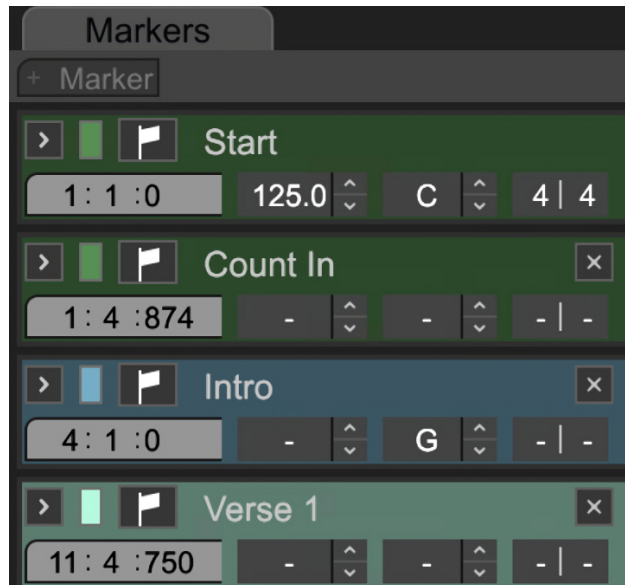 Markers
+ Marker
Start
1: 1 :0 125.0 C 4 | 4
Count In
1: 4 :874 - - - | -
Intro
4: 1 :0 - G - | -
Verse 1
11: 4 :750 - - - | -